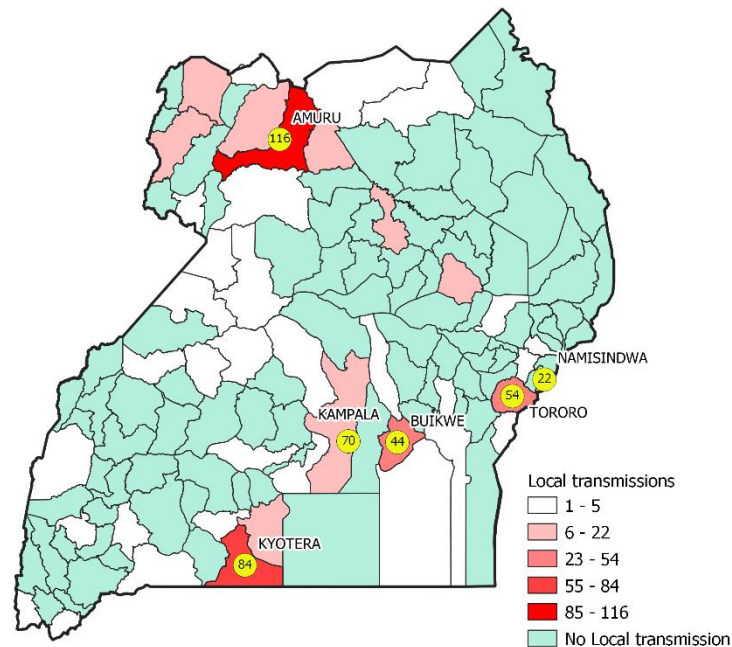 AMURU
116
NAMISINDWA
22
54
TORORO
KAMPALA
BUIKWE
70
44
KYOTERA
84
Local transmissions
1 - 5
6 - 22
23 - 54
55 - 84
85 - 116
No Local transmission